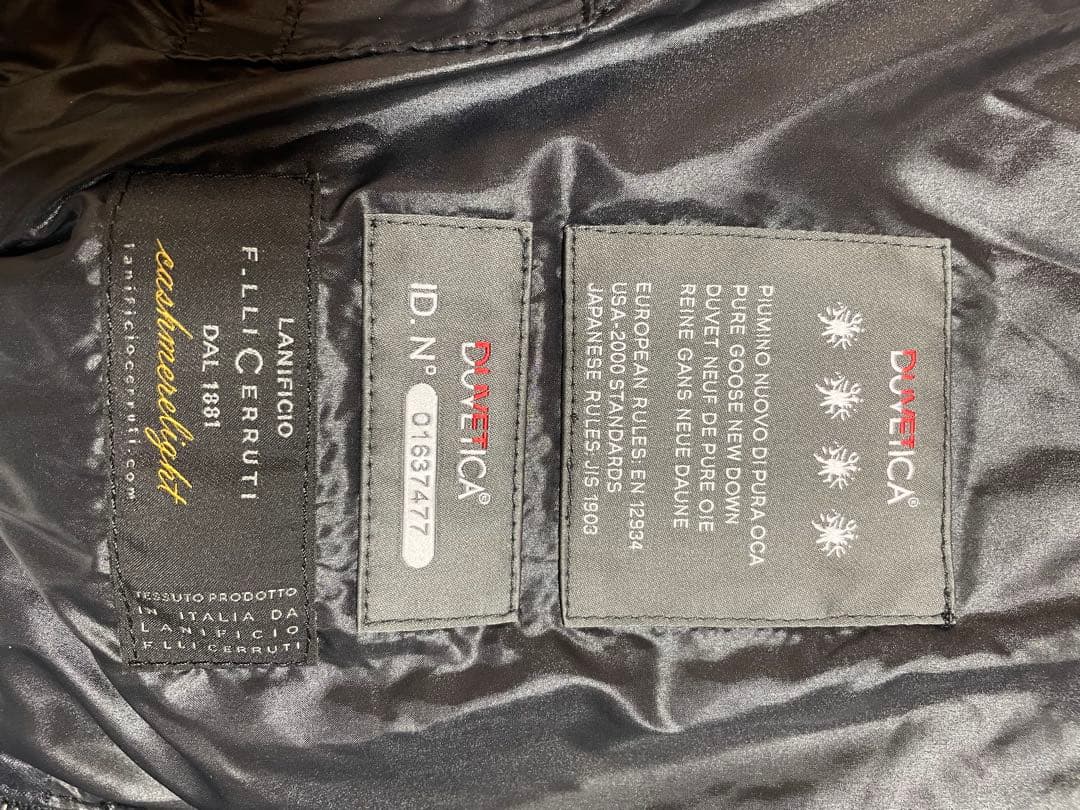 DUVETICA®
PIUMINO NUOVO DI PURA OCA
PURE GOOSE NEW DOWN
DUVET NEUF DE PURE OIE
REINE GANS NEUE DAUNE
EUROPEAN RULES: EN 12934
USA-2000 STANDARDS
JAPANESE RULES: JIS 1903
DUVETICA®
ID. N° 01637477
LANIFICIO
F.LLI CERRUTI
DAL 1881
cashmerelight
lanificiocerruti.com
TESSUTO PRODOTTO
IN ITALIA DA
LANIFICIO
F.LLI CERRUTI